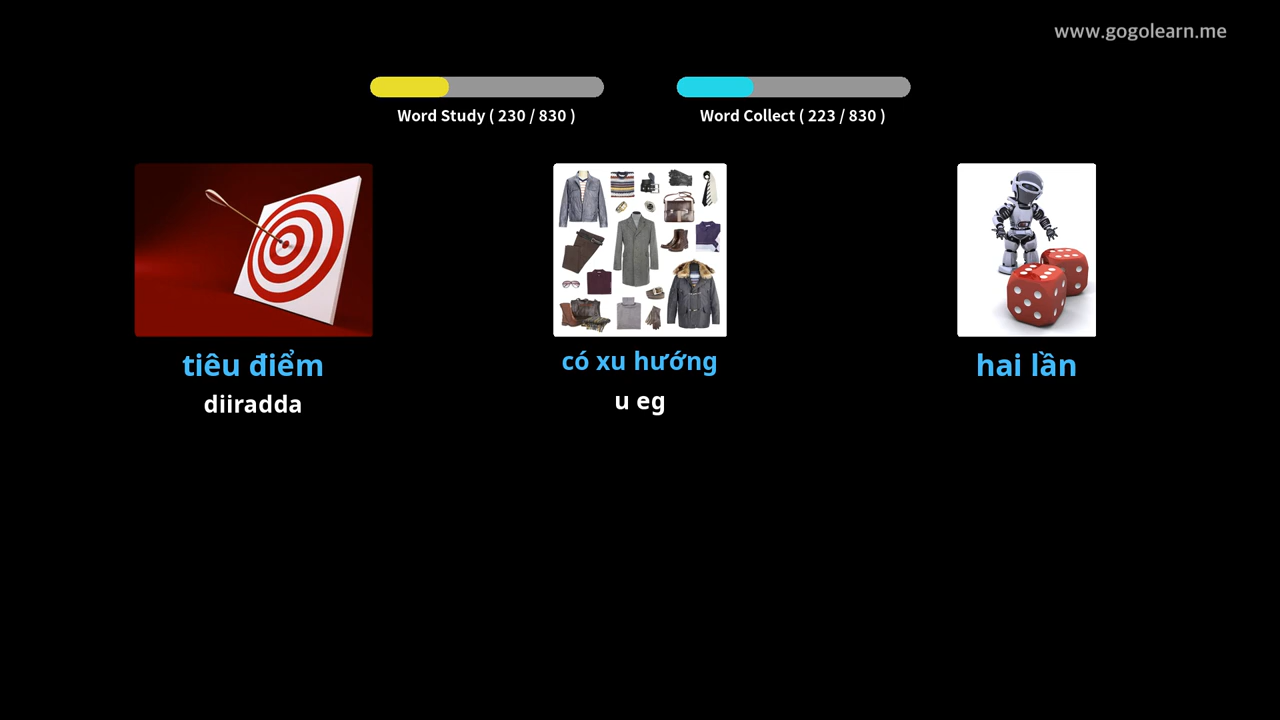 www.gogolearn.me
Word Study ( 230 / 830 )
Word Collect ( 223 / 830 )
tiêu điểm
diiradda
có xu hướng
u eg
hai lần